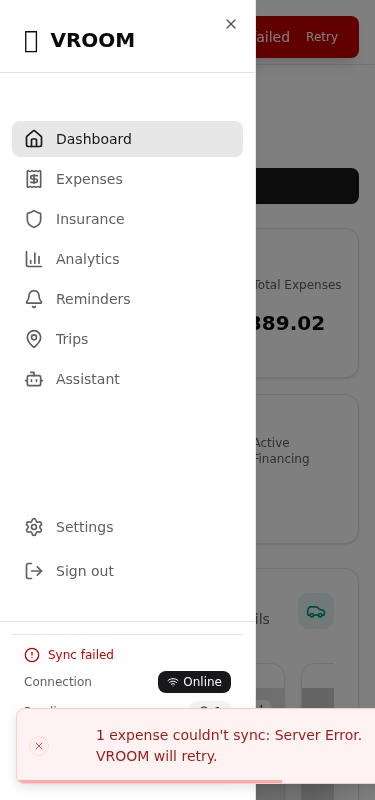 VROOM
ailed
Retry
Dashboard
Expenses
Insurance
Analytics
Reminders
Trips
Assistant
Total Expenses
389.02
Active
Financing
Settings
Sign out
ils
Sync failed
Connection
Online
1 expense couldn't sync: Server Error.
VROOM will retry.